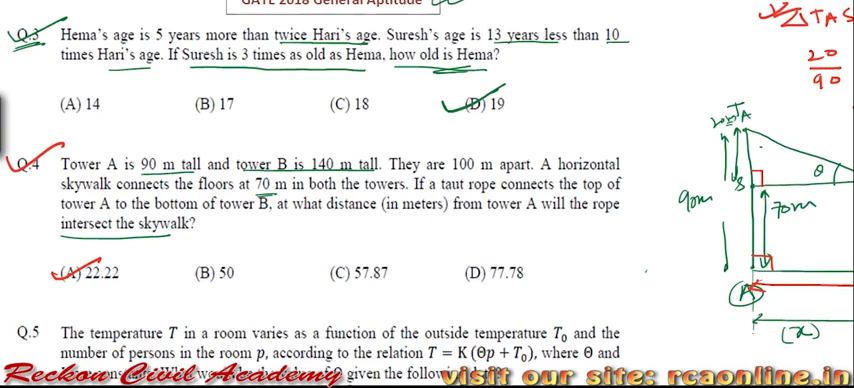 GATE 2018 General Aptitude
Q.3 Hema's age is 5 years more than twice Hari's age. Suresh's age is 13 years less than 10
times Hari's age. If Suresh is 3 times as old as Hema, how old is Hema?
(A) 14 (B) 17 (C) 18 (D) 19
Q.4 Tower A is 90 m tall and tower B is 140 m tall. They are 100 m apart. A horizontal
skywalk connects the floors at 70 m in both the towers. If a taut rope connects the top of
tower A to the bottom of tower B, at what distance (in meters) from tower A will the rope
intersect the skywalk?
(A) 22.22 (B) 50 (C) 57.87 (D) 77.78
Q.5 The temperature T in a room varies as a function of the outside temperature T₀ and the
number of persons in the room p, according to the relation T = K (Θp + T₀), where Θ and
given the
Reckon Civil Academy
visit our site: rcaonline.in
△TAS
20
90
20m
TA
θ
S
90m
70m
A
(x)